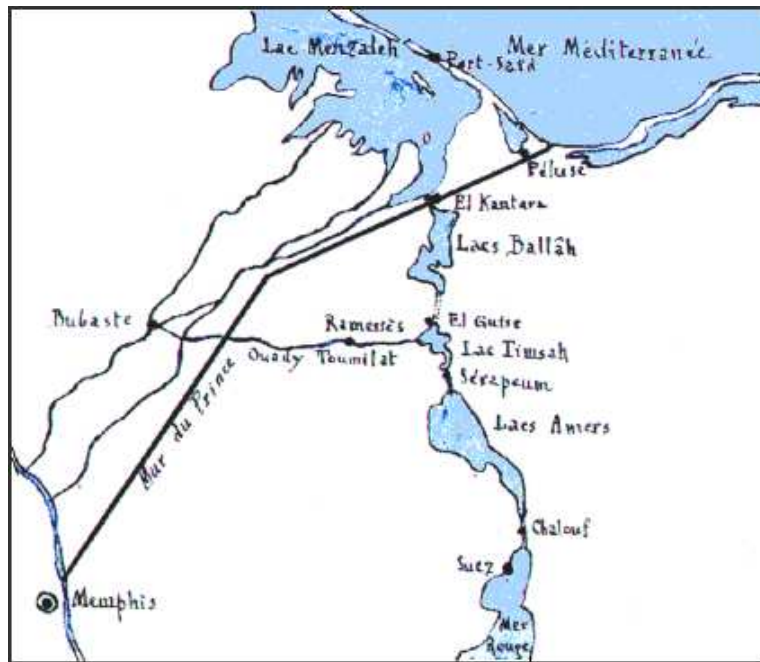 Lac Menzaleh
Mer Méditerranée
Port-Saïd
Péluse
El Kantara
Lacs Ballâh
Bubaste
Ramessès
El Guise
Ouady Toumilat
Lac Timsah
Sérapeum
Mur du Prince
Lacs Amers
Chalouf
Suez
Memphis
Mer
Rouge